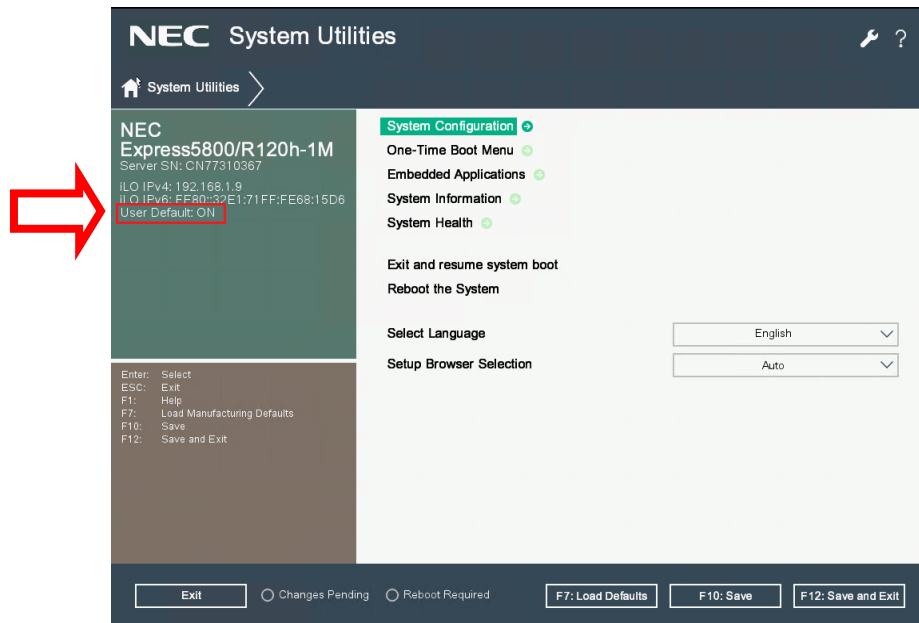 NEC System Utilities
?
System Utilities
NEC
Express5800/R120h-1M
Server SN: CN77310367
iLO IPv4: 192.168.1.9
iLO IPv6: FE80::32E1:71FF:FE68:15D6
User Default: ON
System Configuration
One-Time Boot Menu
Embedded Applications
System Information
System Health
Exit and resume system boot
Reboot the System
Select Language English
Setup Browser Selection Auto
Enter: Select
ESC: Exit
F1: Help
F7: Load Manufacturing Defaults
F10: Save
F12: Save and Exit
Exit Changes Pending Reboot Required F7: Load Defaults F10: Save F12: Save and Exit